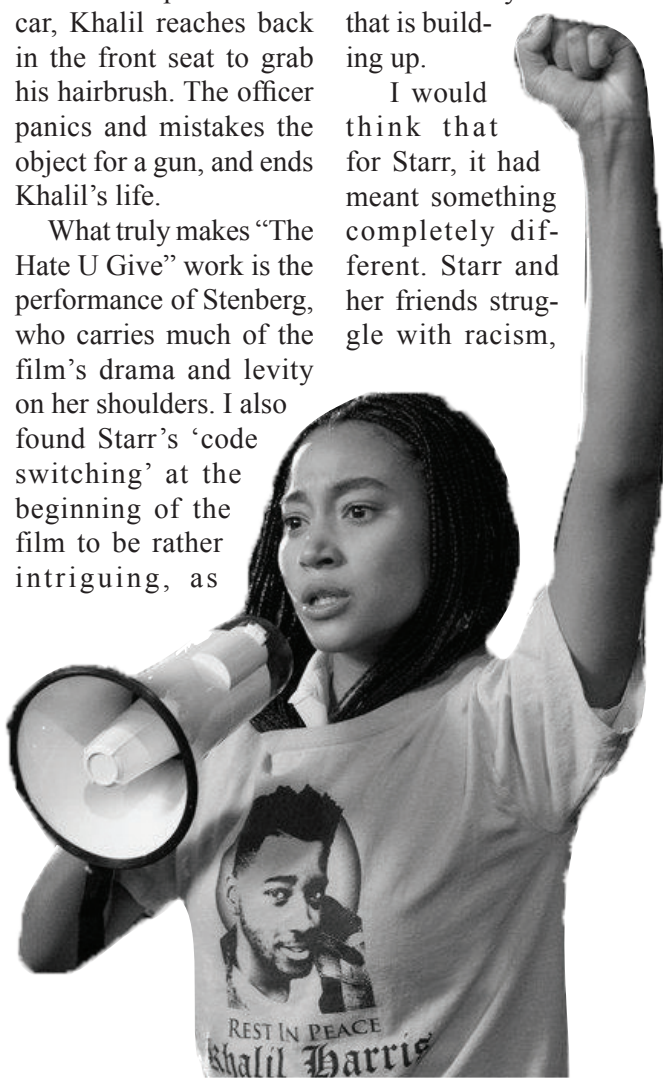 car, Khalil reaches back
in the front seat to grab
his hairbrush. The officer
panics and mistakes the
object for a gun, and ends
Khalil's life.
What truly makes “The
Hate U Give” work is the
performance of Stenberg,
who carries much of the
film's drama and levity
on her shoulders. I also
found Starr's ‘code
switching’ at the
beginning of the
film to be rather
intriguing, as
that is build-
ing up.
I would
think that
for Starr, it had
meant something
completely dif-
ferent. Starr and
her friends strug-
gle with racism,
REST IN PEACE
Khalil Harris